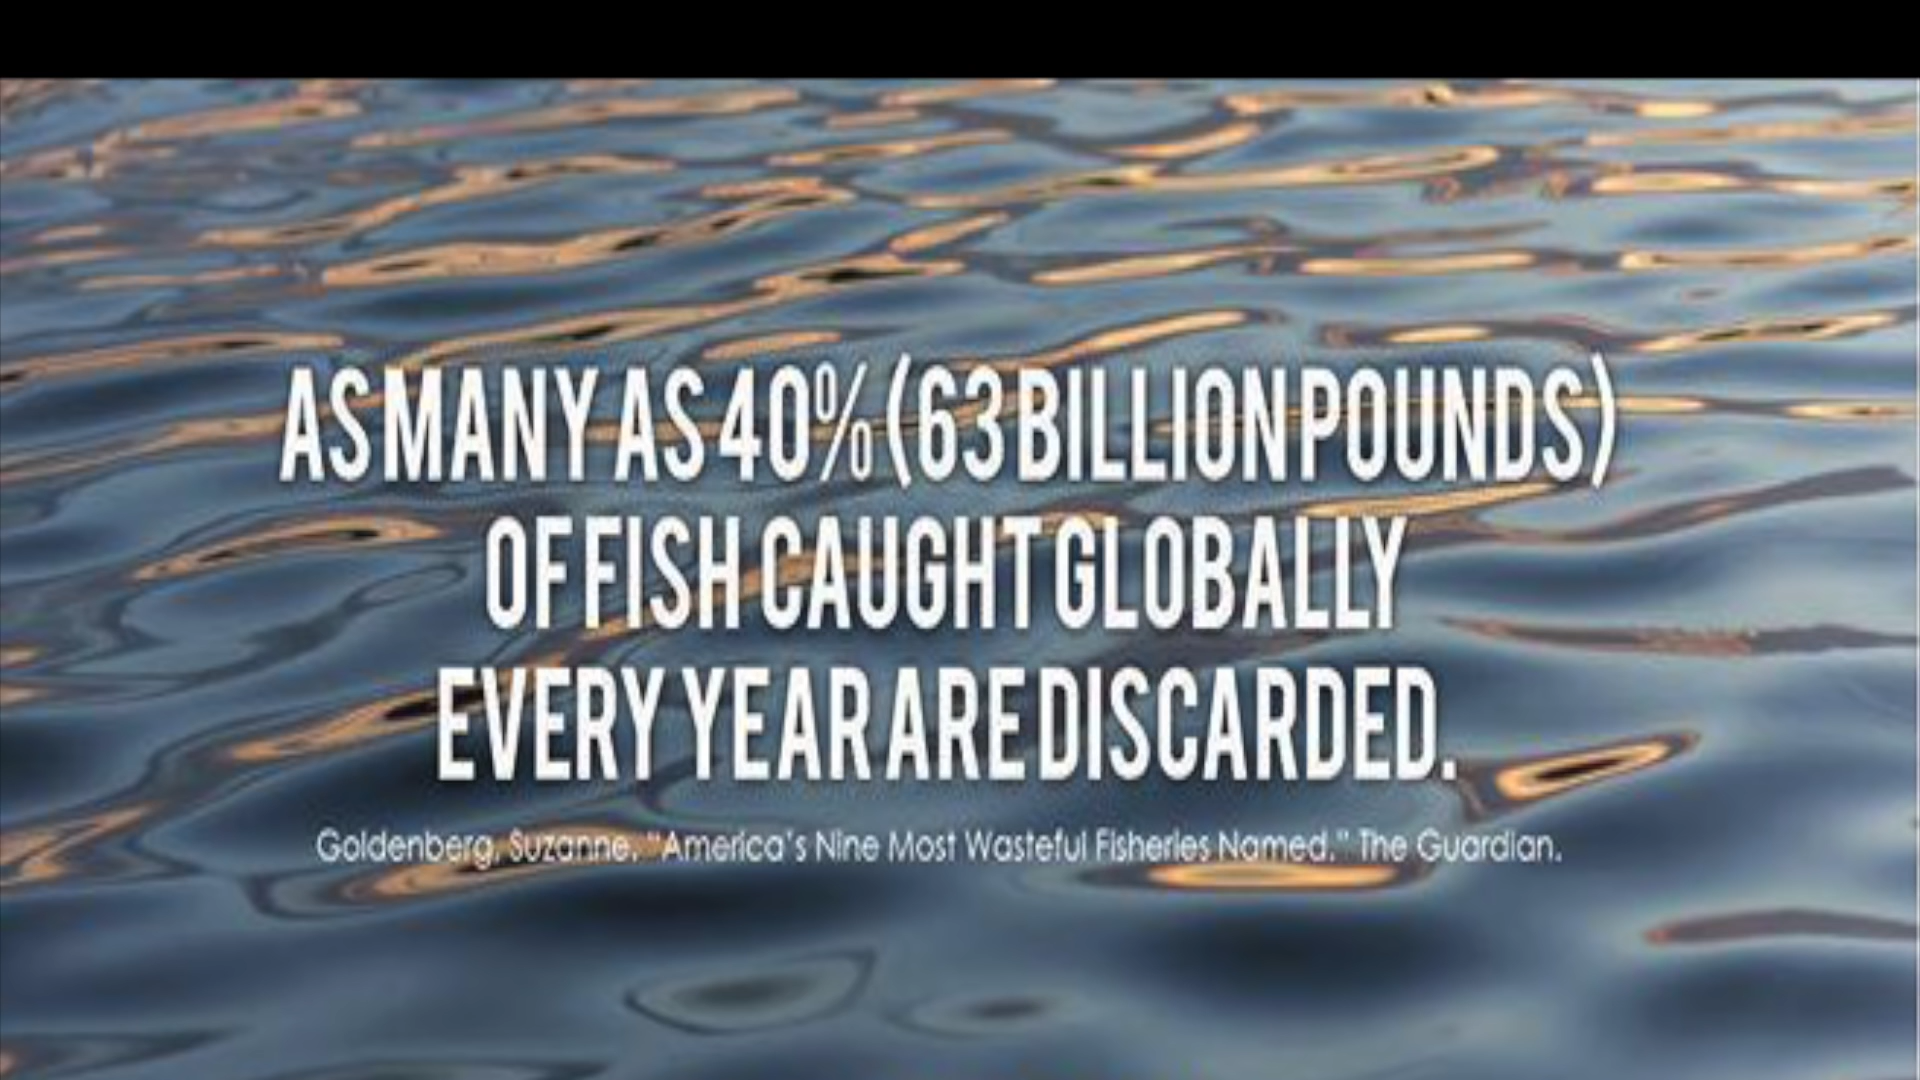 AS MANY AS 40% (63 BILLION POUNDS)
OF FISH CAUGHT GLOBALLY
EVERY YEAR ARE DISCARDED.
Goldenberg, Suzanne. "America's Nine Most Wasteful Fisheries Named." The Guardian.